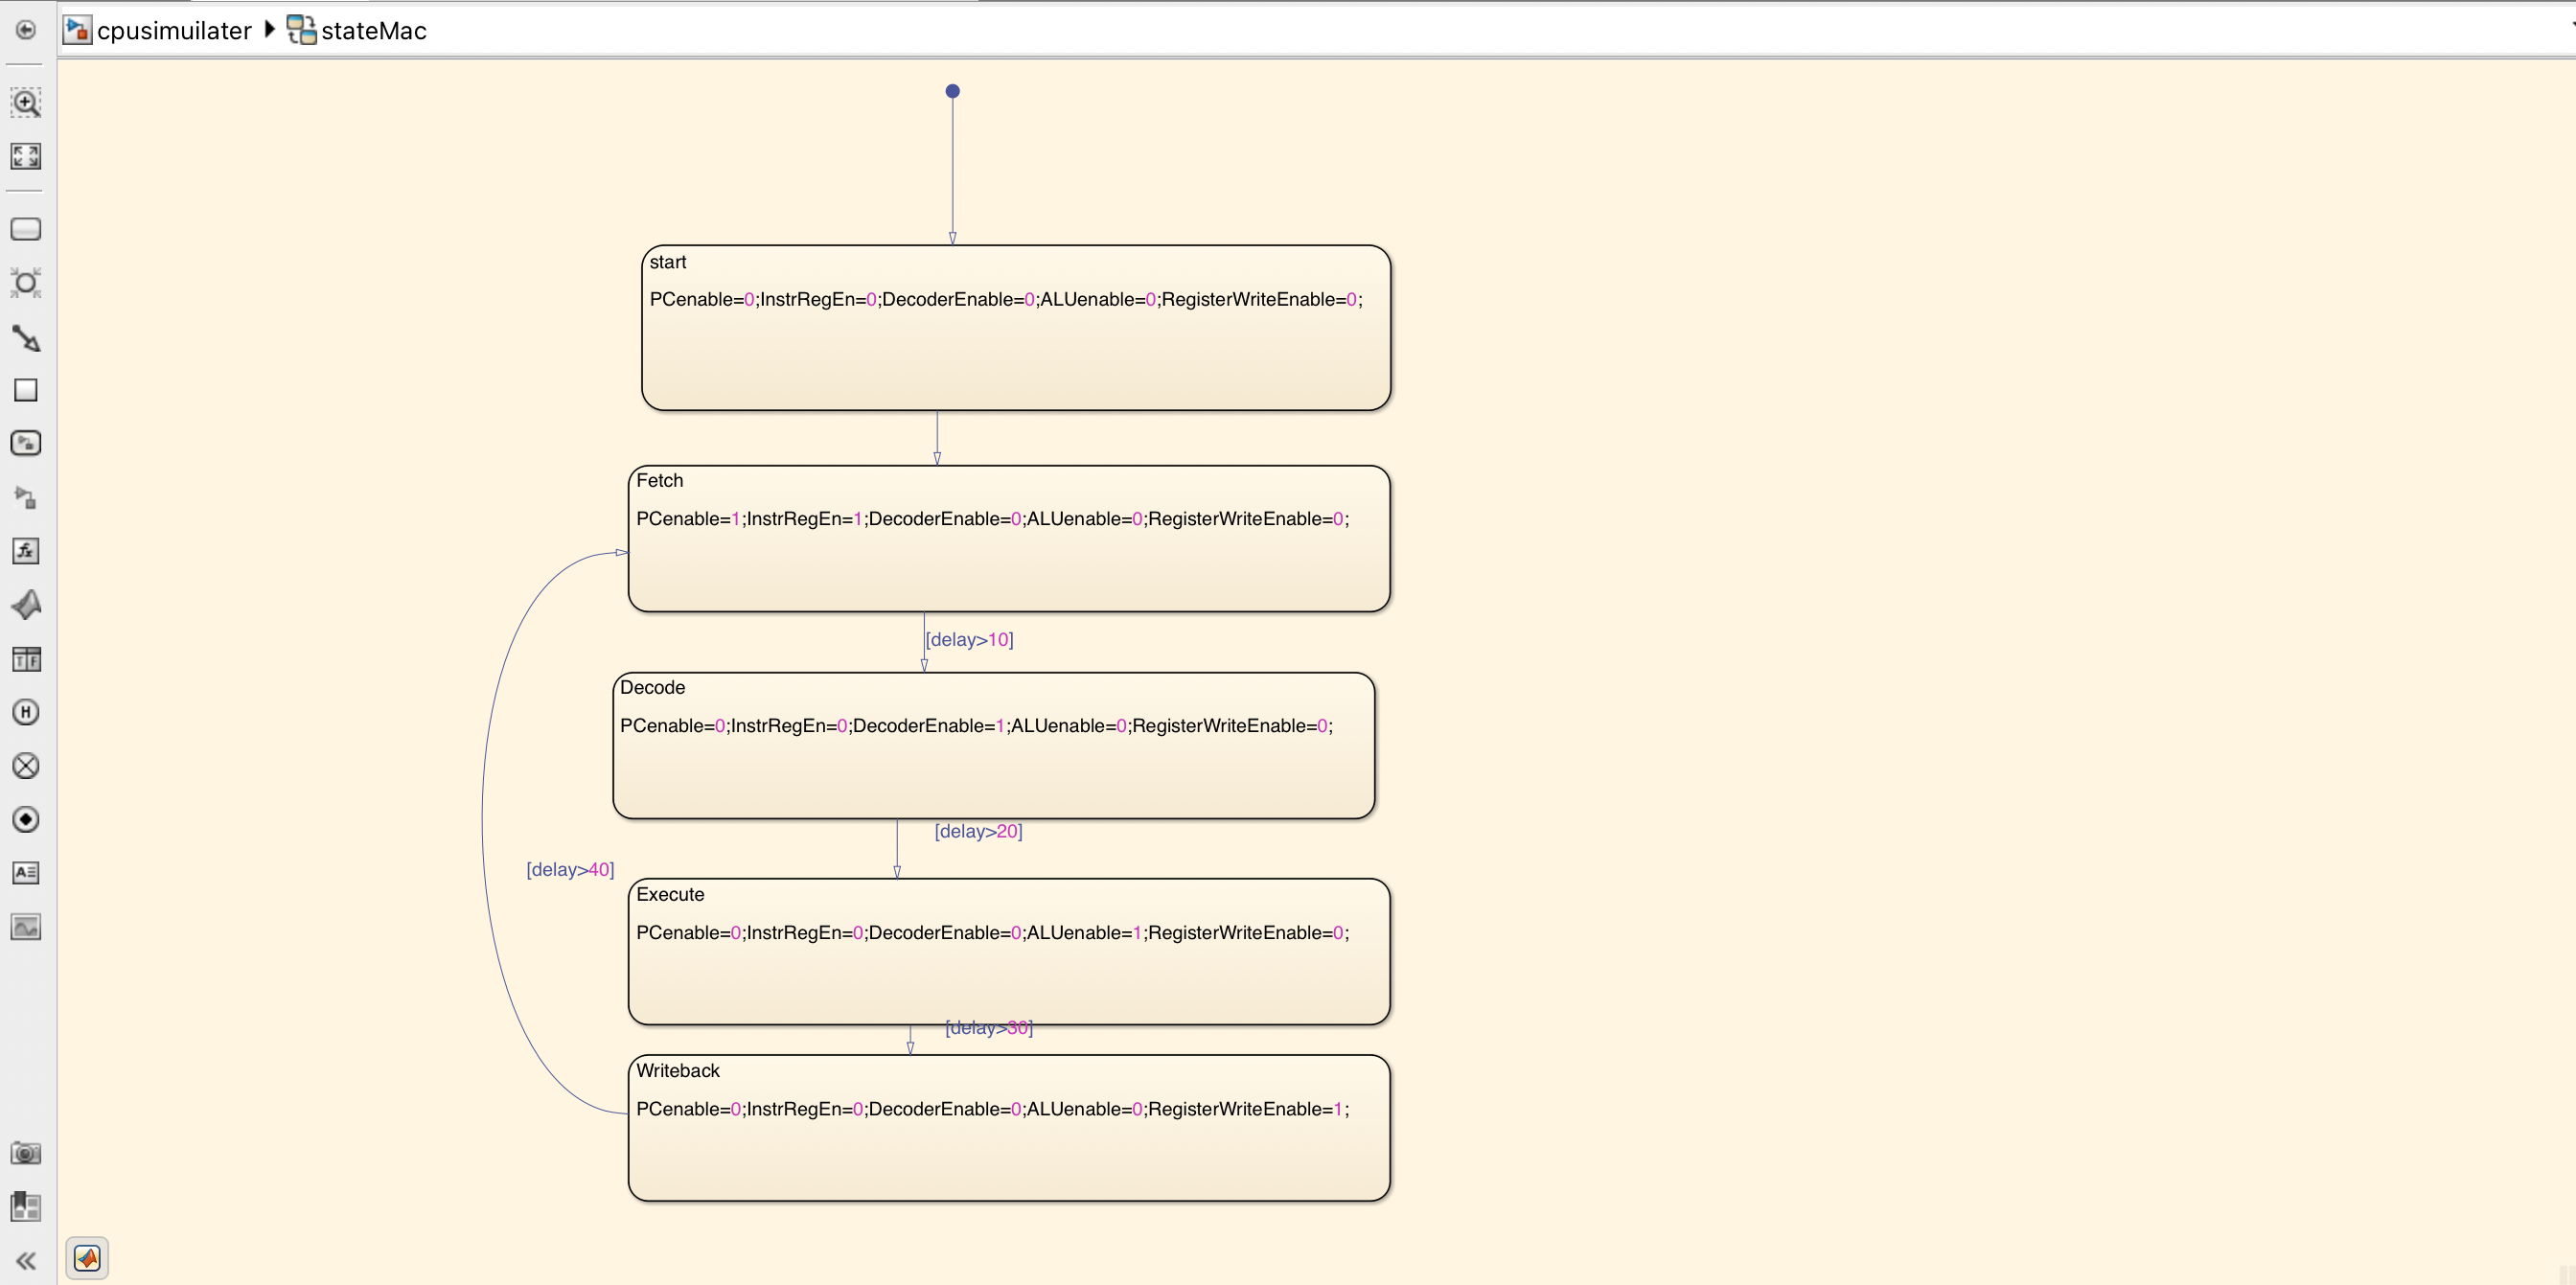 cpusimuilater stateMac
start
PCenable=0;InstrRegEn=0;DecoderEnable=0;ALUenable=0;RegisterWriteEnable=0;
Fetch
PCenable=1;InstrRegEn=1;DecoderEnable=0;ALUenable=0;RegisterWriteEnable=0;
[delay>10]
Decode
PCenable=0;InstrRegEn=0;DecoderEnable=1;ALUenable=0;RegisterWriteEnable=0;
[delay>20]
[delay>40]
Execute
PCenable=0;InstrRegEn=0;DecoderEnable=0;ALUenable=1;RegisterWriteEnable=0;
[delay>30]
Writeback
PCenable=0;InstrRegEn=0;DecoderEnable=0;ALUenable=0;RegisterWriteEnable=1;